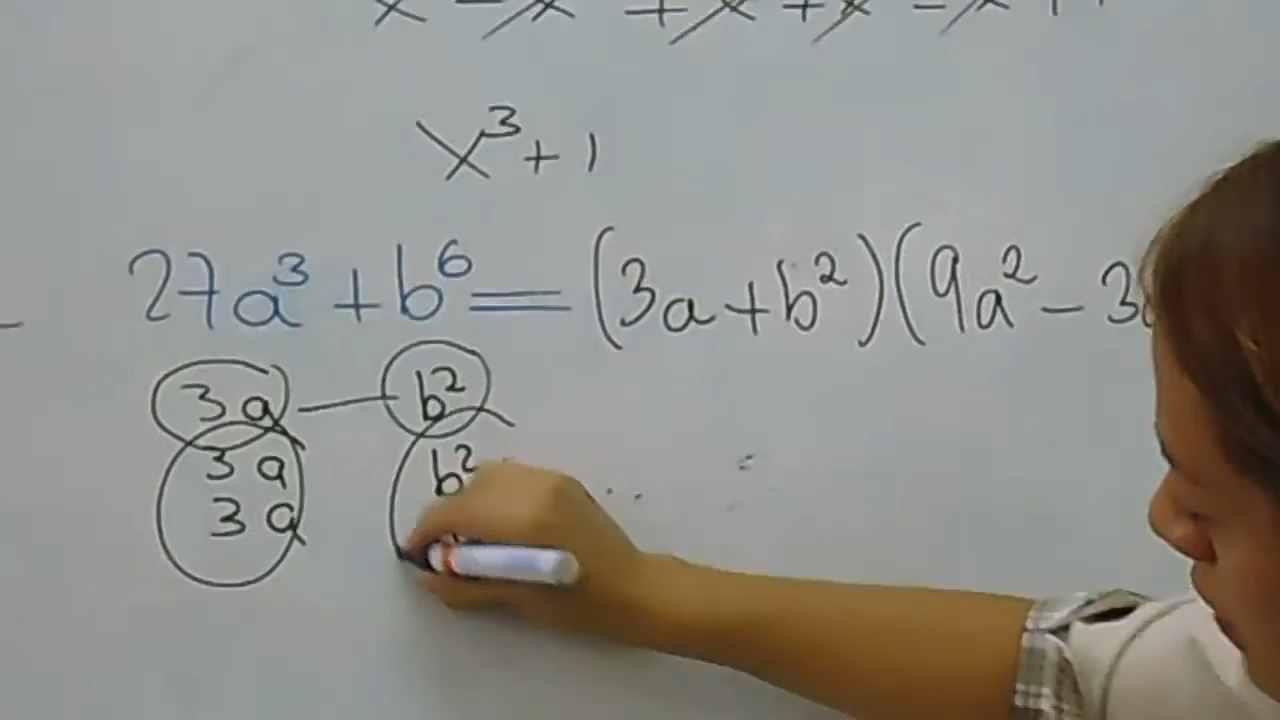 x³ + 1
27a³ + b⁶ = (3a + b²)(9a² − 3
3a — b²
3a b²
3a